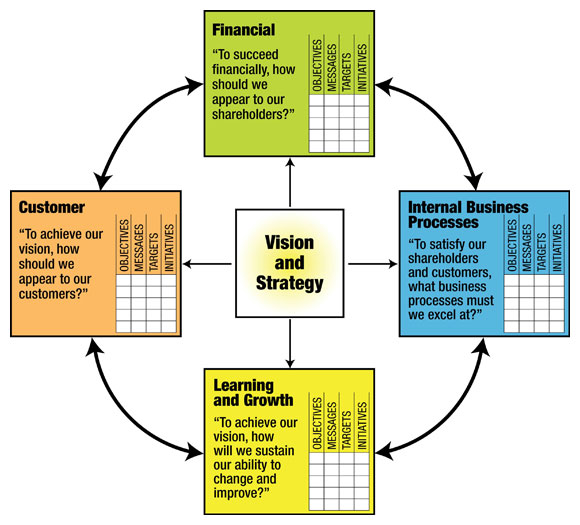 Financial
“To succeed
financially, how
should we
appear to our
shareholders?”
OBJECTIVES
MESSAGES
TARGETS
INITIATIVES
Customer
“To achieve our
vision, how
should we
appear to our
customers?”
OBJECTIVES
MESSAGES
TARGETS
INITIATIVES
Vision
and
Strategy
Internal Business
Processes
“To satisfy our
shareholders
and customers,
what business
processes must
we excel at?”
OBJECTIVES
MESSAGES
TARGETS
INITIATIVES
Learning
and Growth
“To achieve our
vision, how
will we sustain
our ability to
change and
improve?”
OBJECTIVES
MESSAGES
TARGETS
INITIATIVES